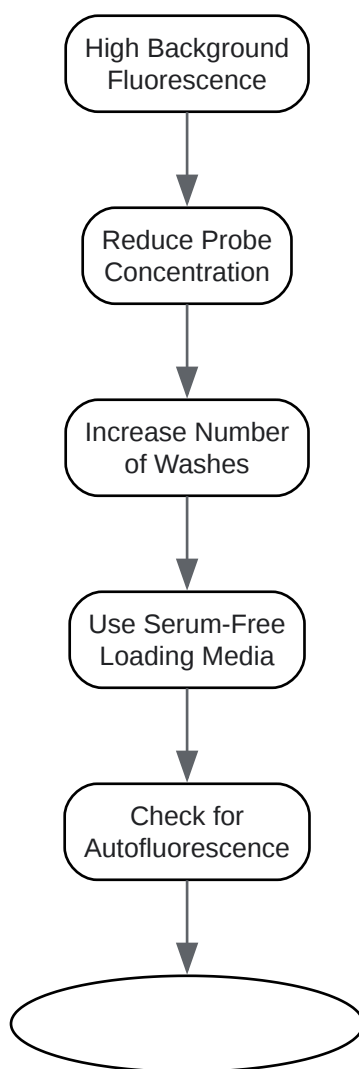 High Background
Fluorescence
Reduce Probe
Concentration
Increase Number
of Washes
Use Serum-Free
Loading Media
Check for
Autofluorescence